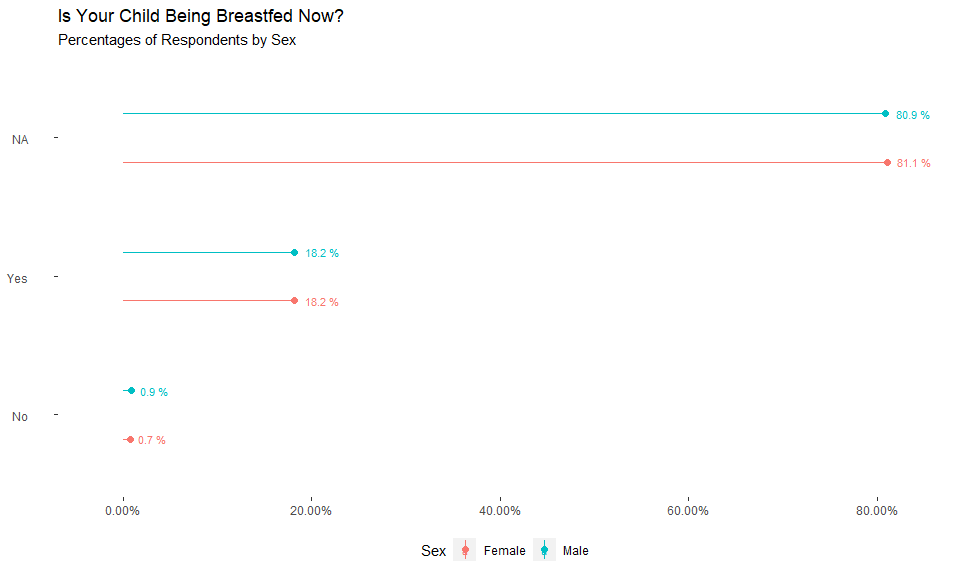 Is Your Child Being Breastfed Now?
Percentages of Respondents by Sex
80.9 %
NA
81.1 %
18.2 %
Yes
18.2 %
0.9 %
No
0.7 %
0.00% 20.00% 40.00% 60.00% 80.00%
Sex Female Male